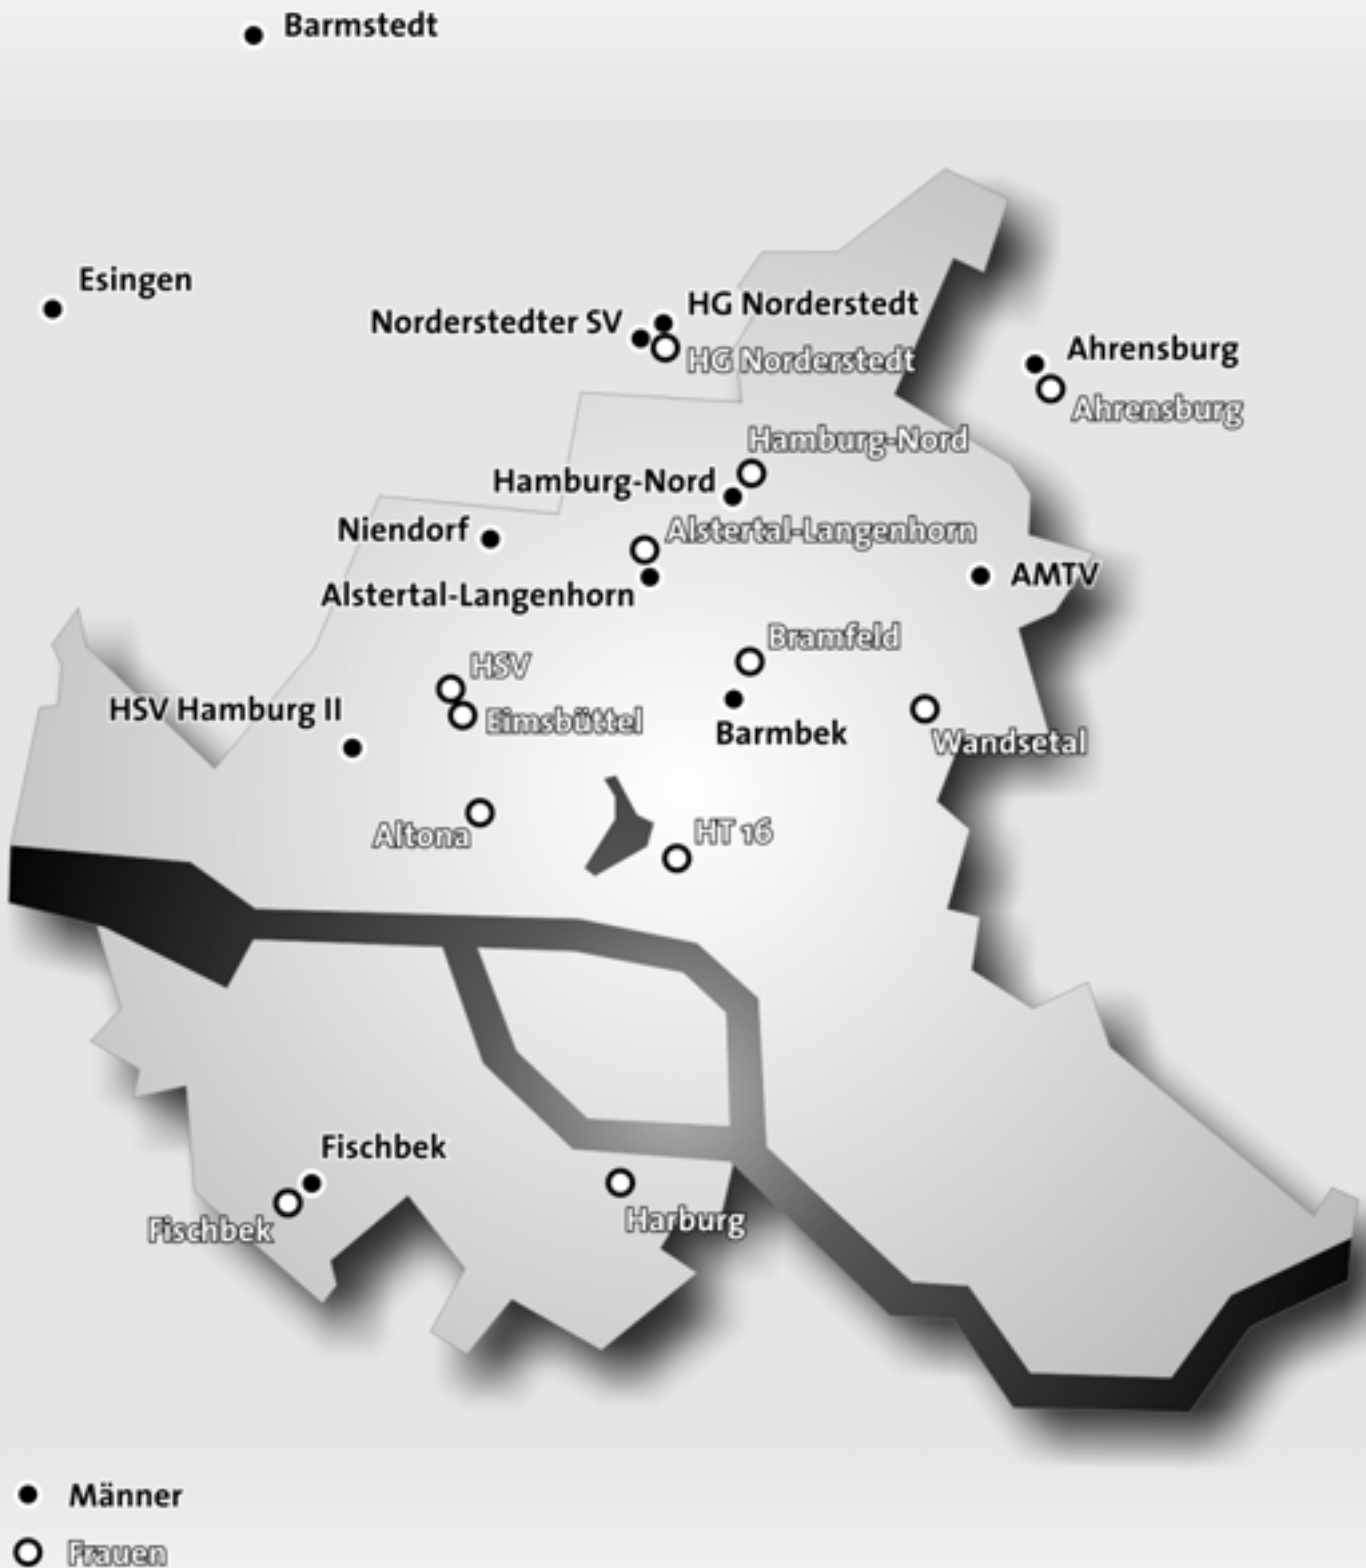 Barmstedt
Esingen
HG Norderstedt
Norderstedter SV
HG Norderstedt
Ahrensburg
Ahrensburg
Hamburg-Nord
Hamburg-Nord
Niendorf
Alstertal-Langenhorn
AMTV
Alstertal-Langenhorn
Bramfeld
HSV
HSV Hamburg II
Eimsbüttel
Barmbek
Wandsetal
Altona
HT 16
Fischbek
Fischbek
Harburg
Männer
Frauen